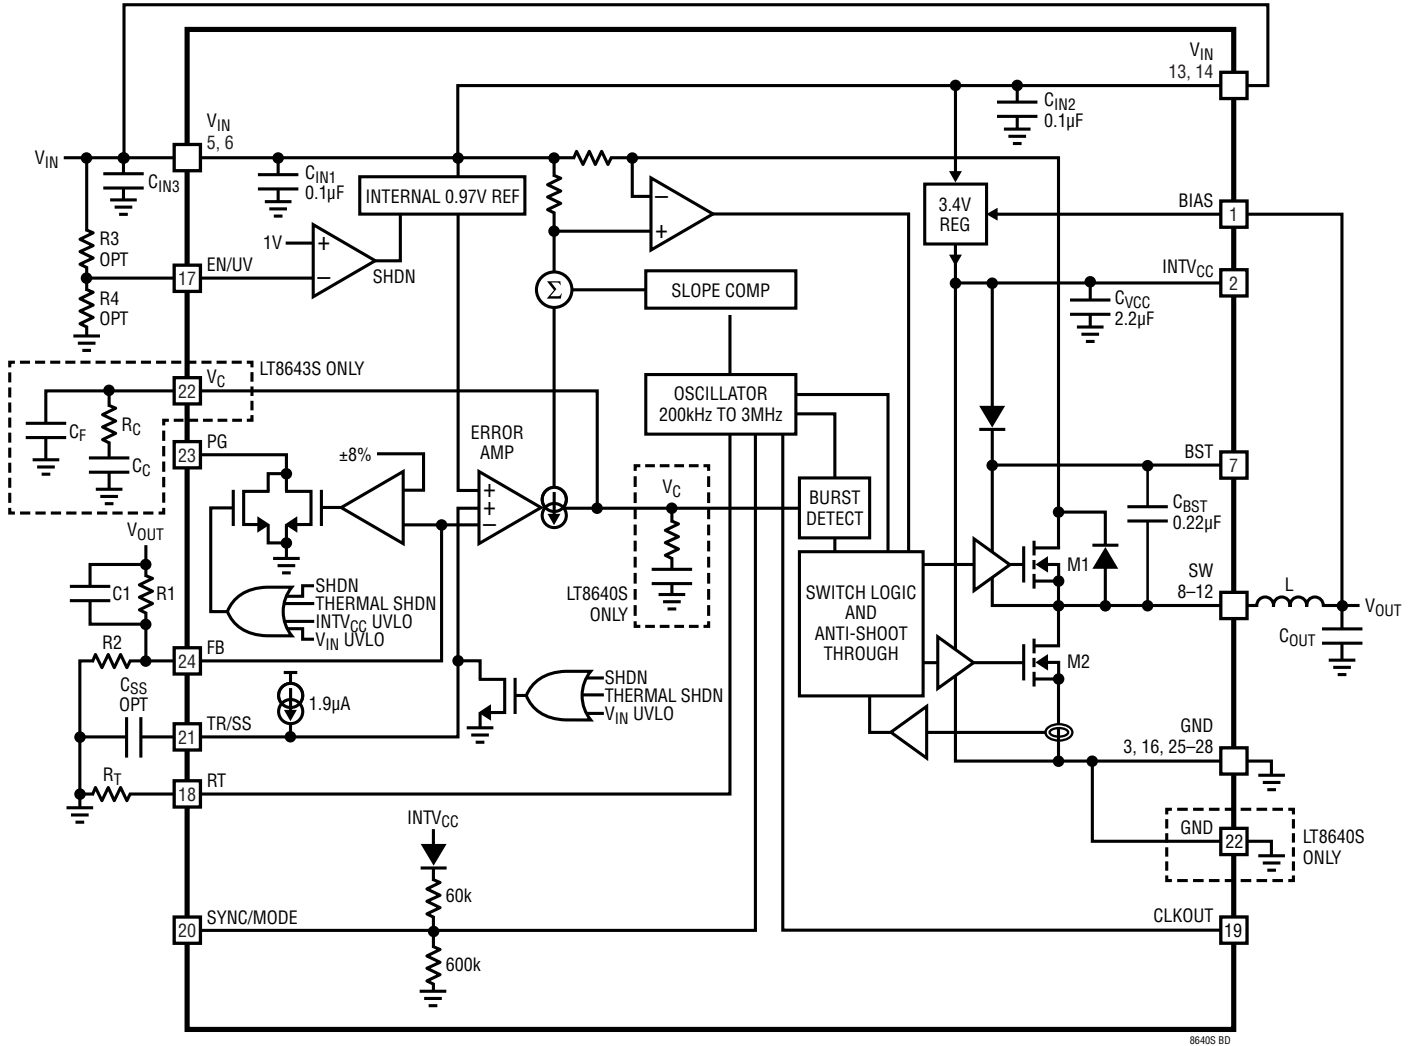 VIN
13, 14
VIN
5, 6
VIN
CIN3
CIN1
0.1µF
CIN2
0.1µF
INTERNAL 0.97V REF
3.4V
REG
BIAS
1
R3
OPT
1V
+
–
–
+
SHDN
EN/UV
17
Σ
SLOPE COMP
INTVCC
2
CVCC
2.2µF
R4
OPT
LT8643S ONLY
VC
22
OSCILLATOR
200kHz TO 3MHz
CF
RC
CC
PG
23
±8%
ERROR
AMP
+
+
–
VC
BURST
DETECT
BST
7
CBST
0.22µF
VOUT
C1
R1
SHDN
THERMAL SHDN
INTVCC UVLO
VIN UVLO
LT8640S
ONLY
SWITCH LOGIC
AND
ANTI-SHOOT
THROUGH
M1
SW
8–12
L
VOUT
COUT
R2
FB
24
M2
CSS
OPT
1.9µA
SHDN
THERMAL SHDN
VIN UVLO
TR/SS
21
GND
3, 16, 25–28
RT
RT
18
INTVCC
GND
22
LT8640S
ONLY
60k
SYNC/MODE
20
CLKOUT
19
600k
8640S BD